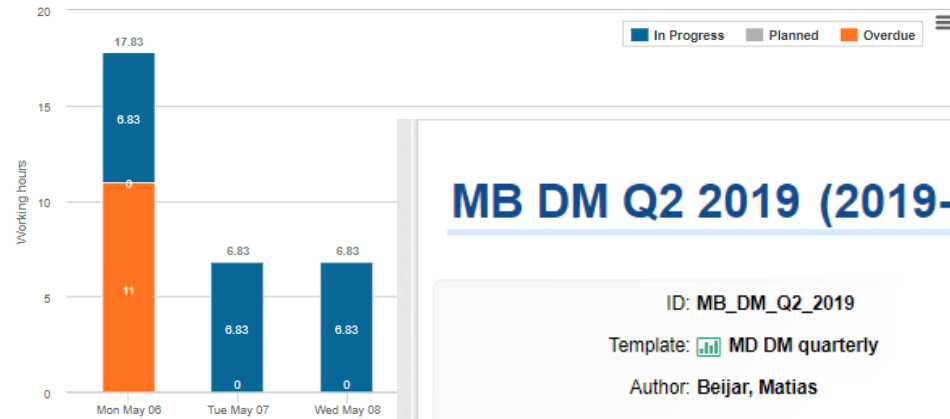 20
17.83
In Progress Planned Overdue
15
6.83
0
Working hours
10
11
6.83
6.83
5
6.83
6.83
0
0
0
Mon May 06 Tue May 07 Wed May 08
MB DM Q2 2019 (2019-
ID: MB_DM_Q2_2019
Template: MD DM quarterly
Author: Beijar, Matias